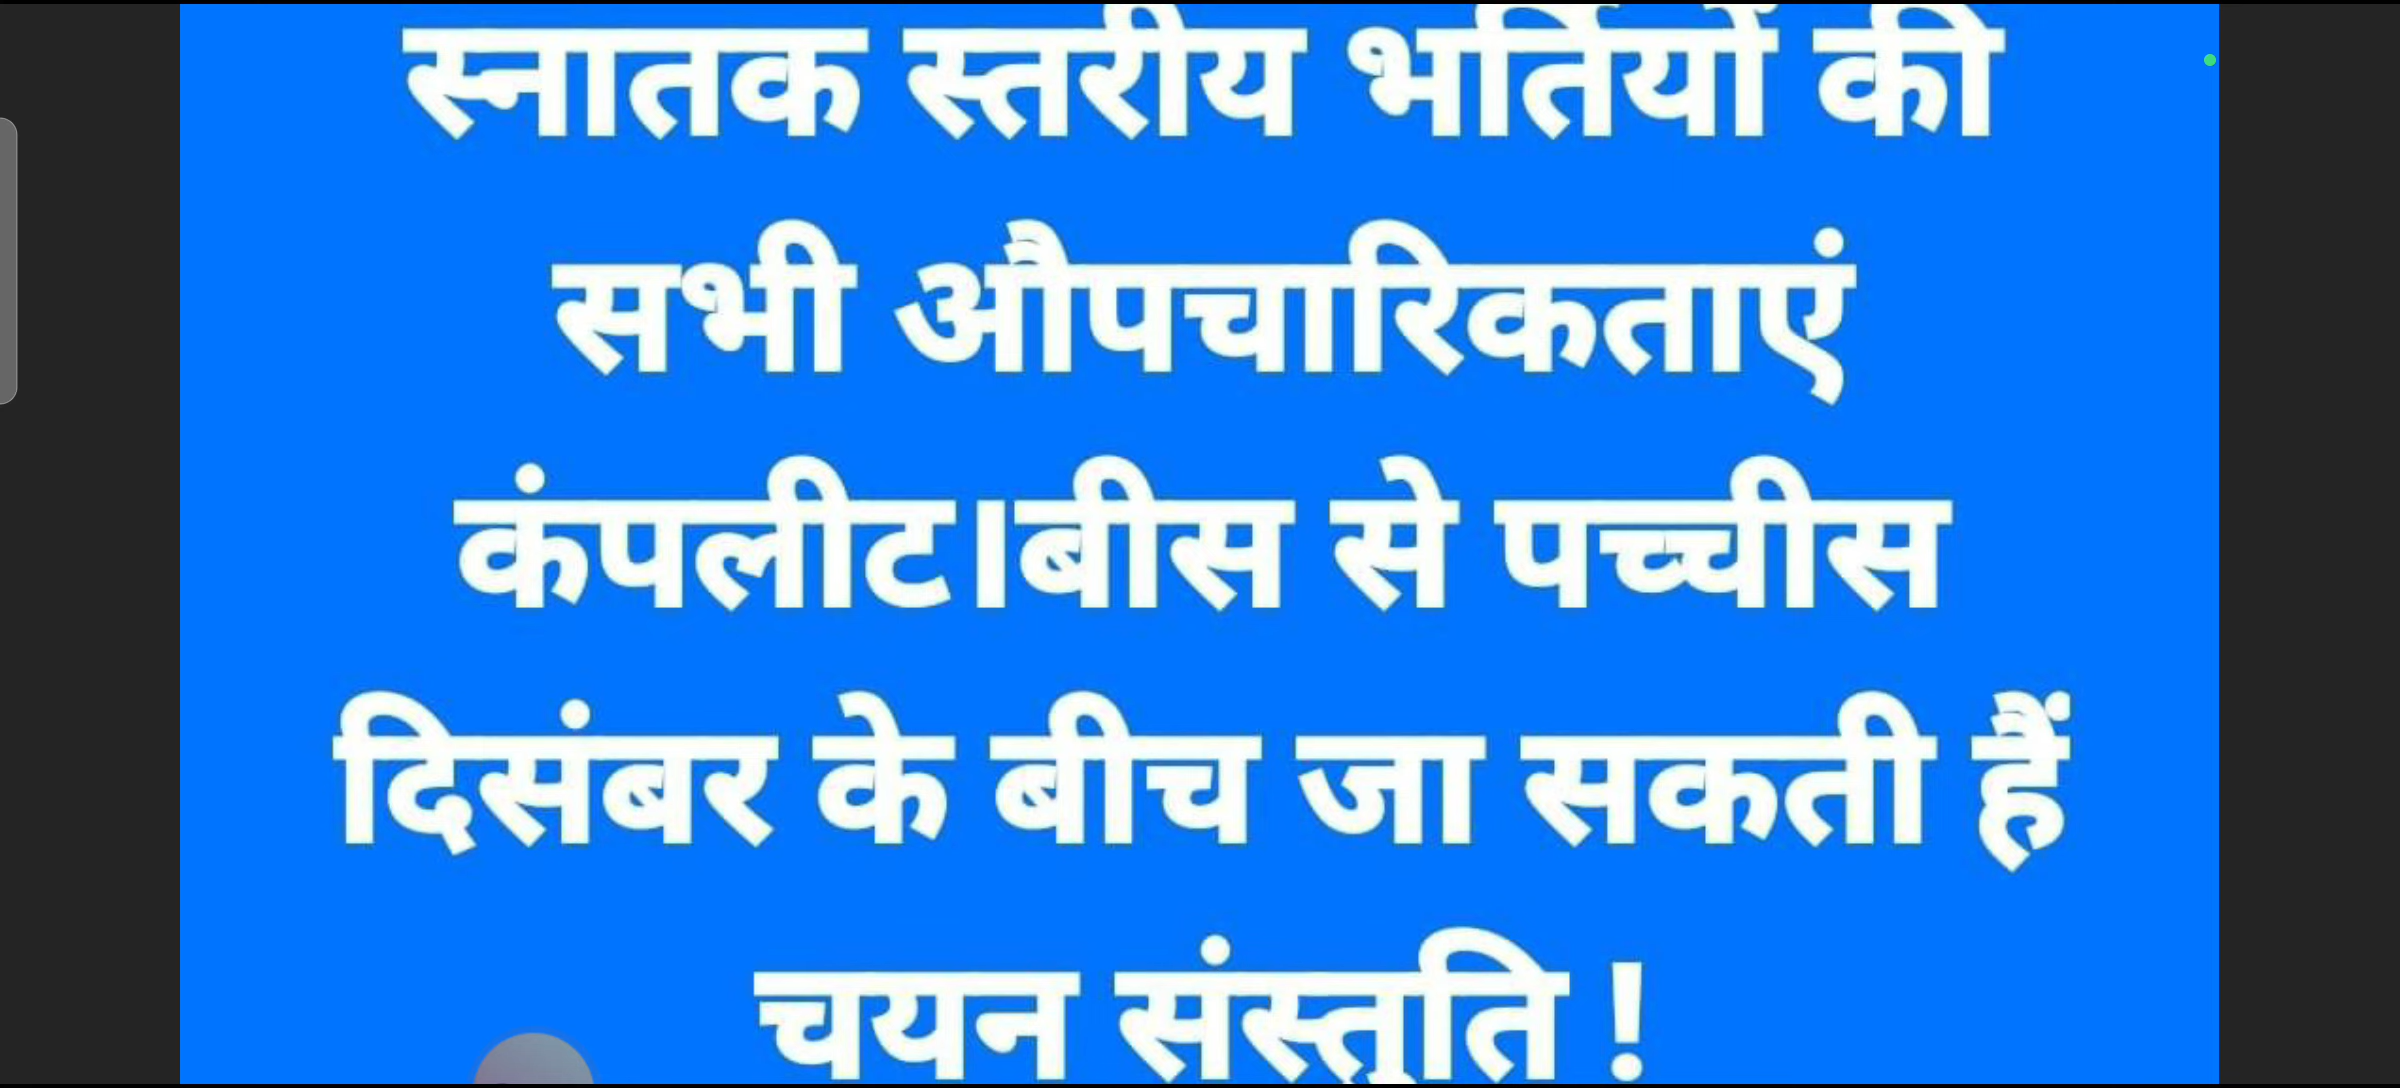 स्नातक स्तरीय भर्तियों की
सभी औपचारिकताएं
कंपलीट।बीस से पच्चीस
दिसंबर के बीच जा सकती हैं
चयन संस्तुति !